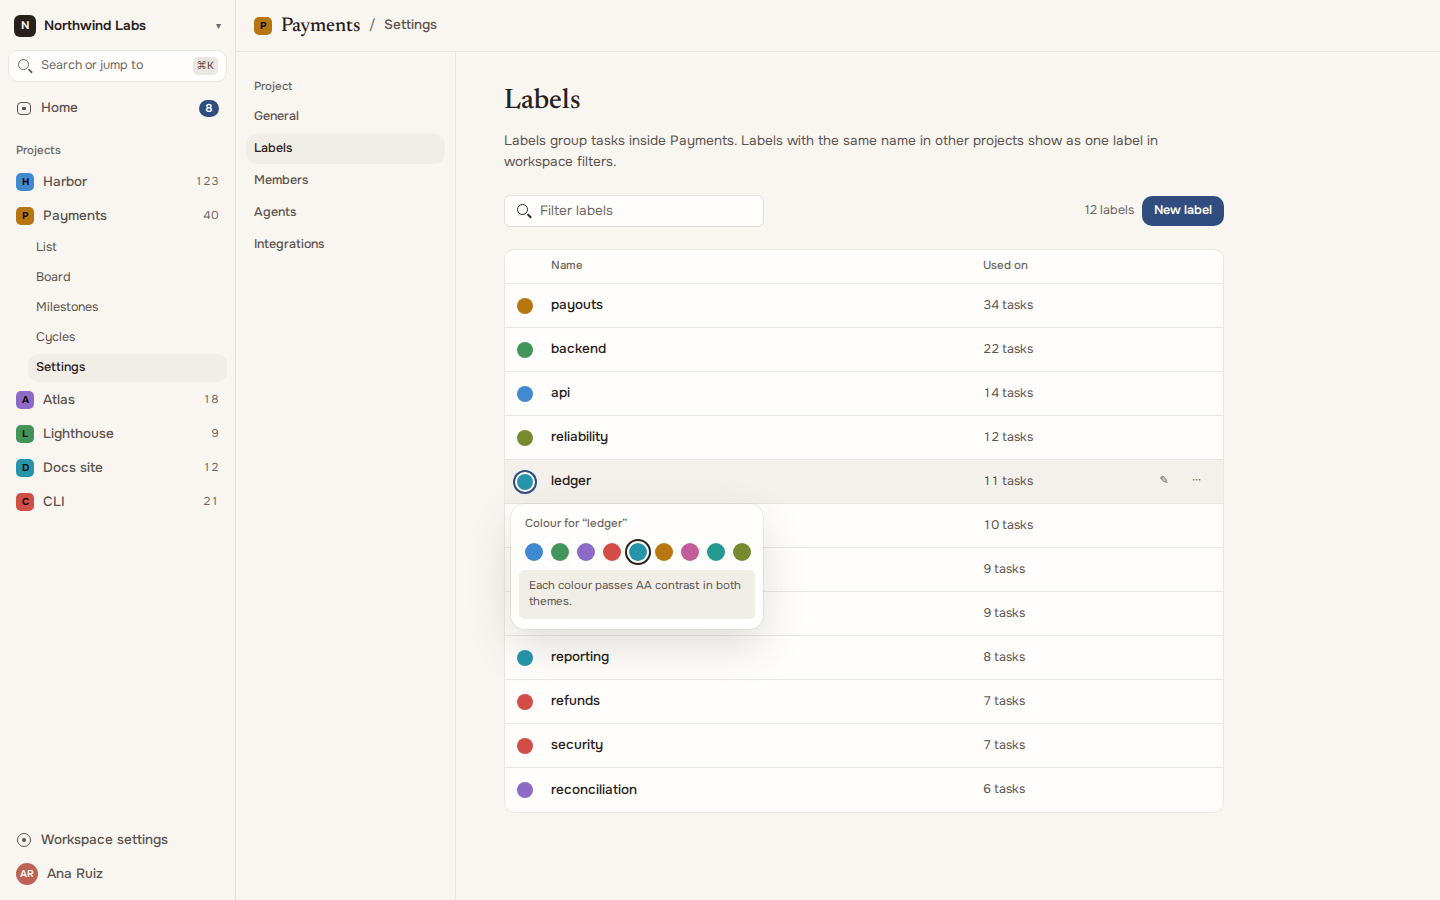 N Northwind Labs ▾
Search or jump to ⌘K
Home 8
Projects
H Harbor 123
P Payments 40
List
Board
Milestones
Cycles
Settings
A Atlas 18
L Lighthouse 9
D Docs site 12
C CLI 21
Workspace settings
AR Ana Ruiz
P Payments / Settings
Project
General
Labels
Members
Agents
Integrations
Labels
Labels group tasks inside Payments. Labels with the same name in other projects show as one label in
workspace filters.
Filter labels
12 labels New label
Name Used on
payouts 34 tasks
backend 22 tasks
api 14 tasks
reliability 12 tasks
ledger 11 tasks ✎ ···
Colour for “ledger”
Each colour passes AA contrast in both
themes.
10 tasks
9 tasks
9 tasks
reporting 8 tasks
refunds 7 tasks
security 7 tasks
reconciliation 6 tasks